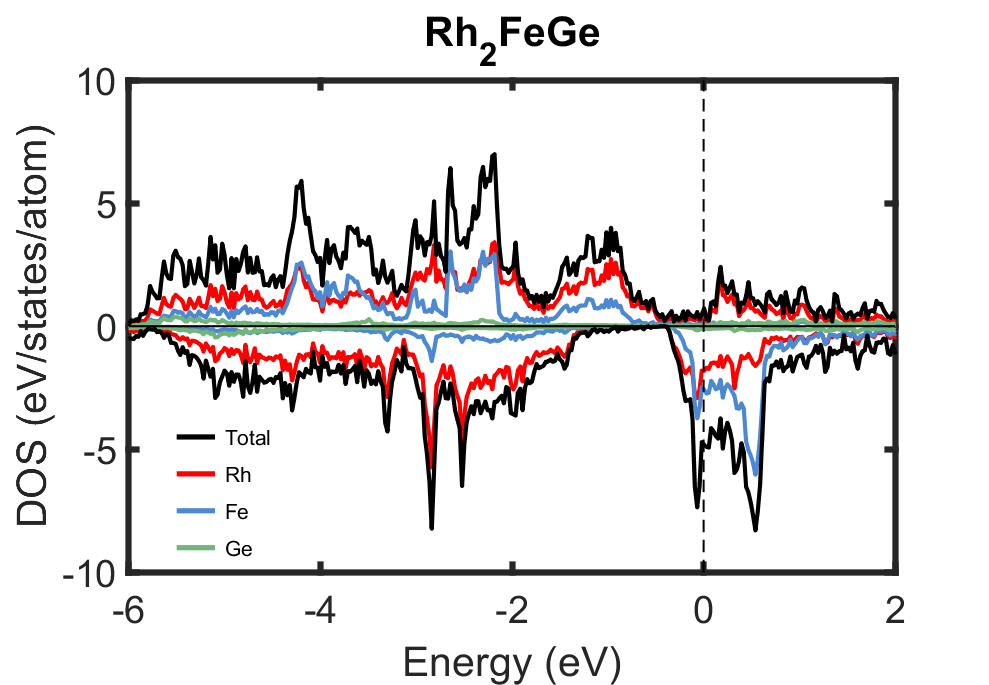 Rh₂FeGe
10
5
0
-5
-10
DOS (eV/states/atom)
Total
Rh
Fe
Ge
-6 -4 -2 0 2
Energy (eV)